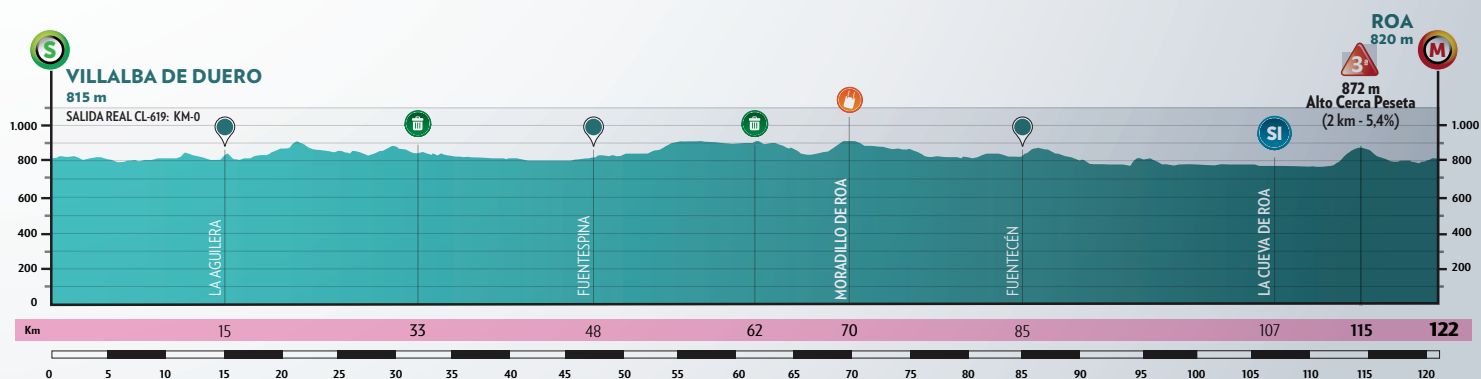 S
VILLALBA DE DUERO
815 m
SALIDA REAL CL-619: KM-0
ROA
820 m
M
3ª
872 m
Alto Cerca Peseta
(2 km - 5,4%)
SI
1.000
800
600
400
200
0
1.000
800
600
400
200
LA AGUILERA
FUENTESPINA
MORADILLO DE ROA
FUENTECÉN
LA CUEVA DE ROA
Km 15 33 48 62 70 85 107 115 122
0 5 10 15 20 25 30 35 40 45 50 55 60 65 70 75 80 85 90 95 100 105 110 115 120